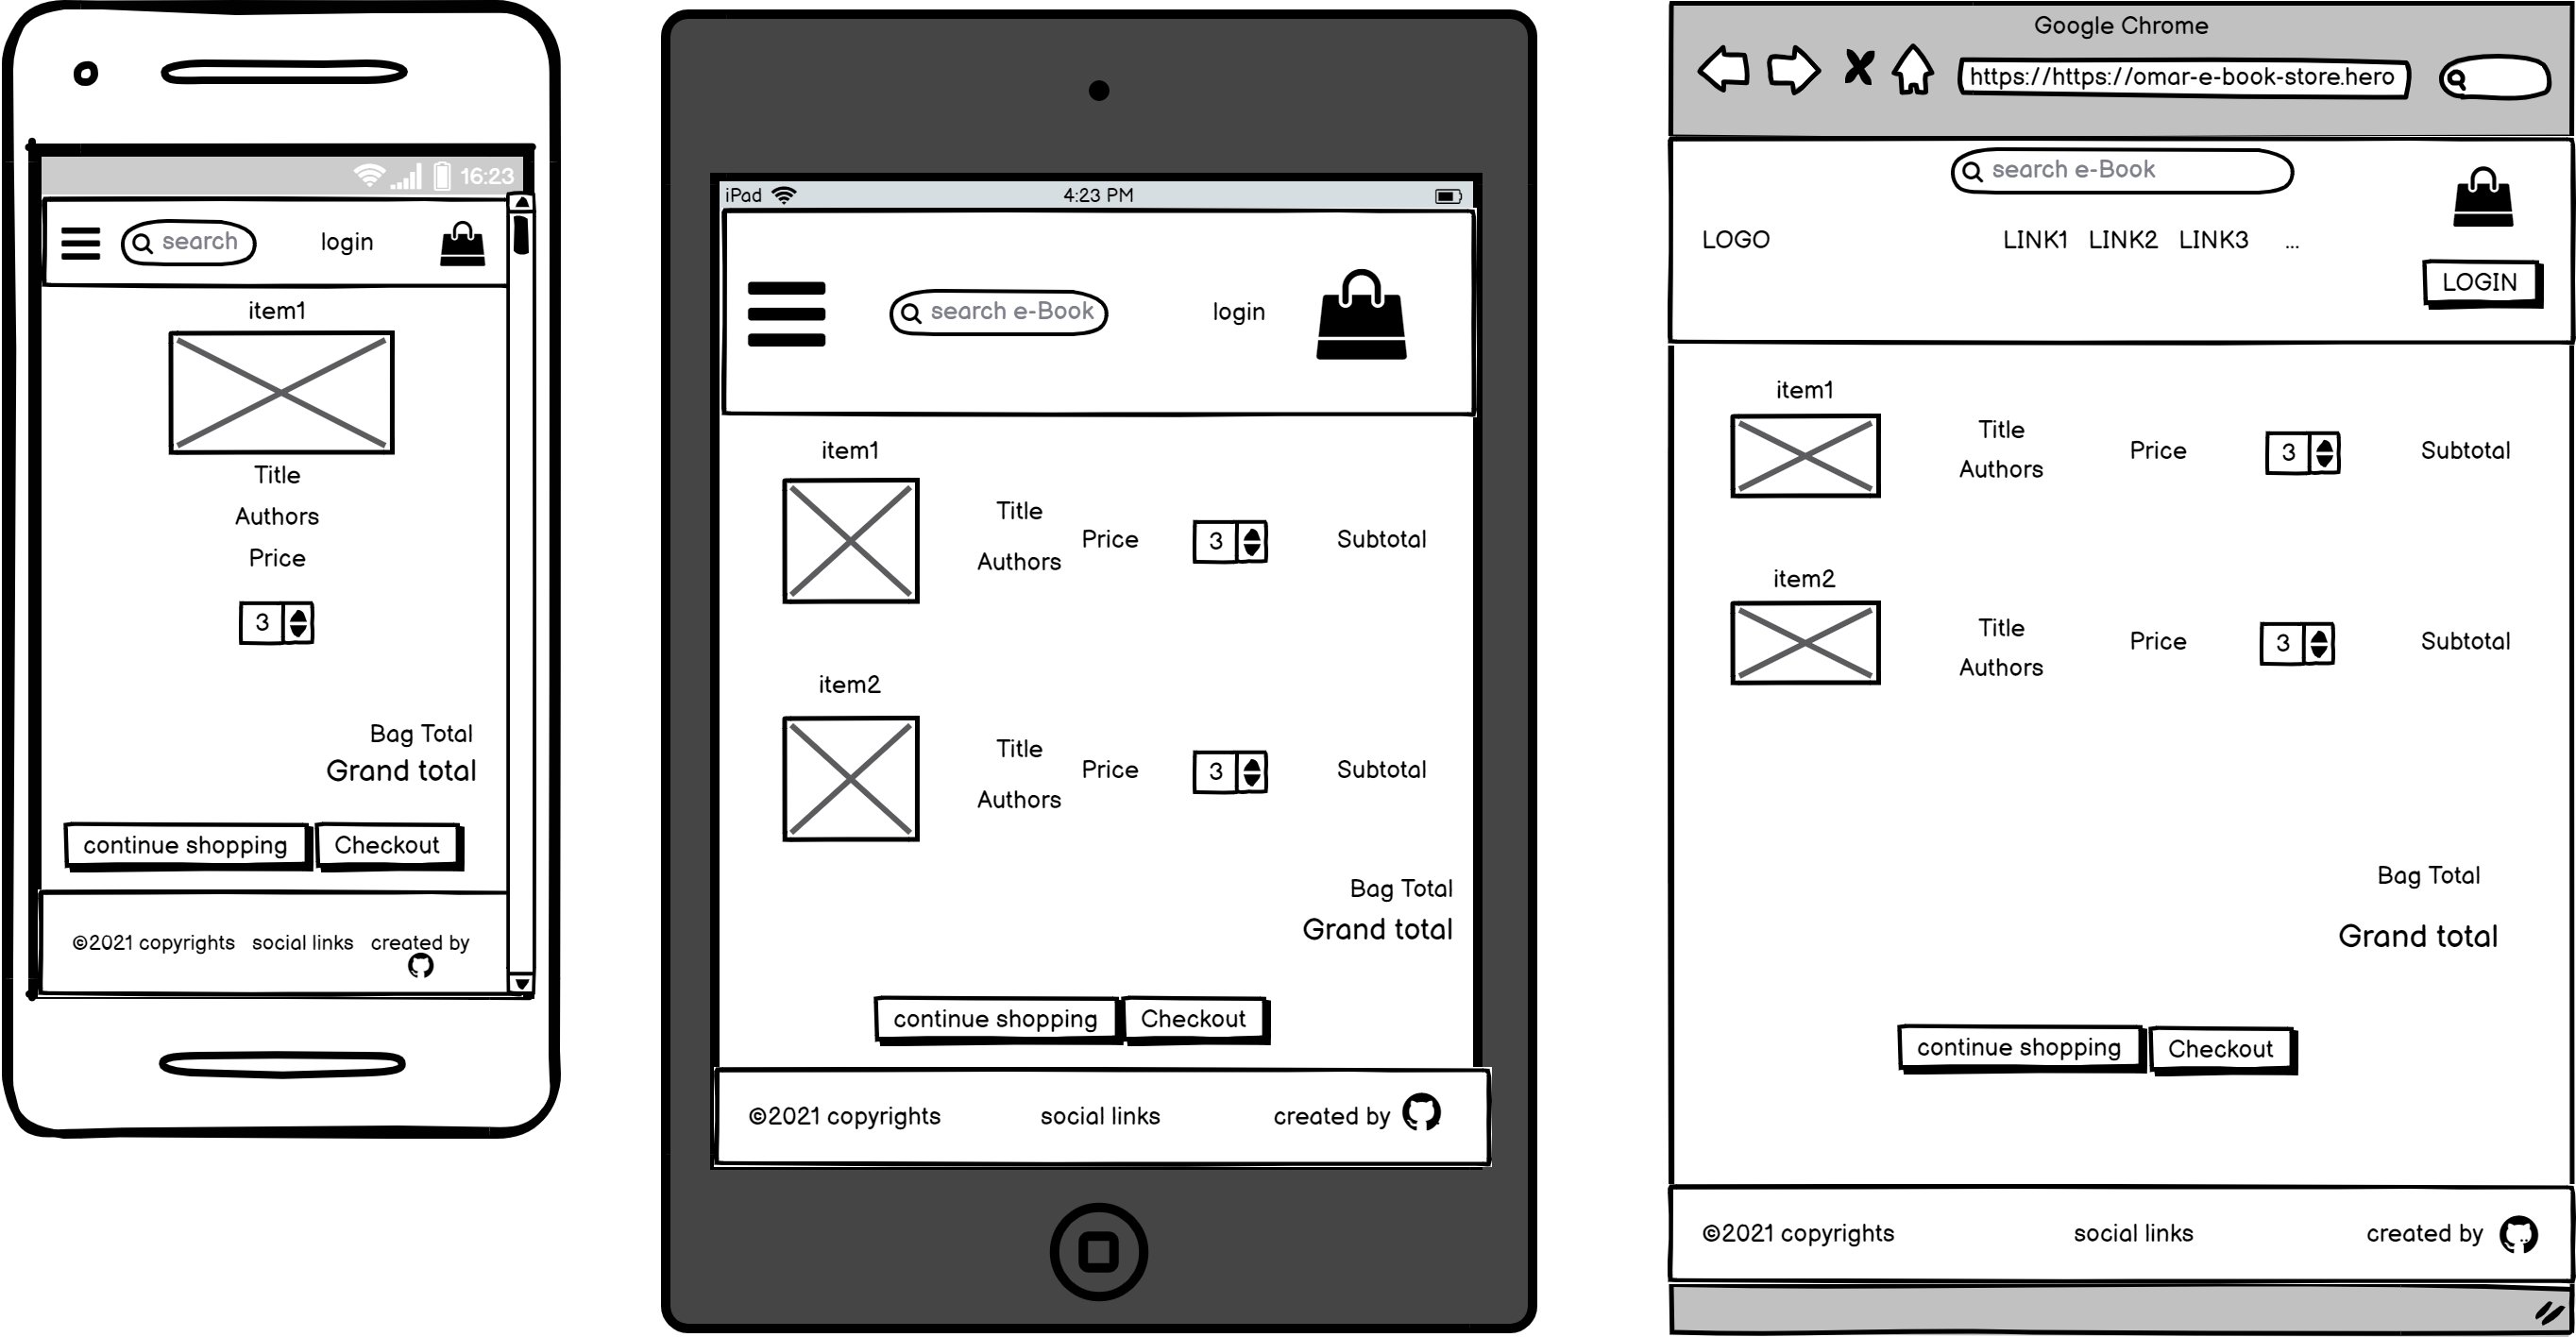 16:23
search
login
item1
Title
Authors
Price
3
Bag Total
Grand total
continue shopping Checkout
©2021 copyrights social links created by
iPad 4:23 PM
search e-Book login
item1
Title
Authors
Price 3 Subtotal
item2
Title
Authors
Price 3 Subtotal
Bag Total
Grand total
continue shopping Checkout
©2021 copyrights social links created by
Google Chrome
https://https://omar-e-book-store.hero
search e-Book
LOGO LINK1 LINK2 LINK3 ...
LOGIN
item1
Title
Authors
Price 3 Subtotal
item2
Title
Authors
Price 3 Subtotal
Bag Total
Grand total
continue shopping Checkout
©2021 copyrights social links created by